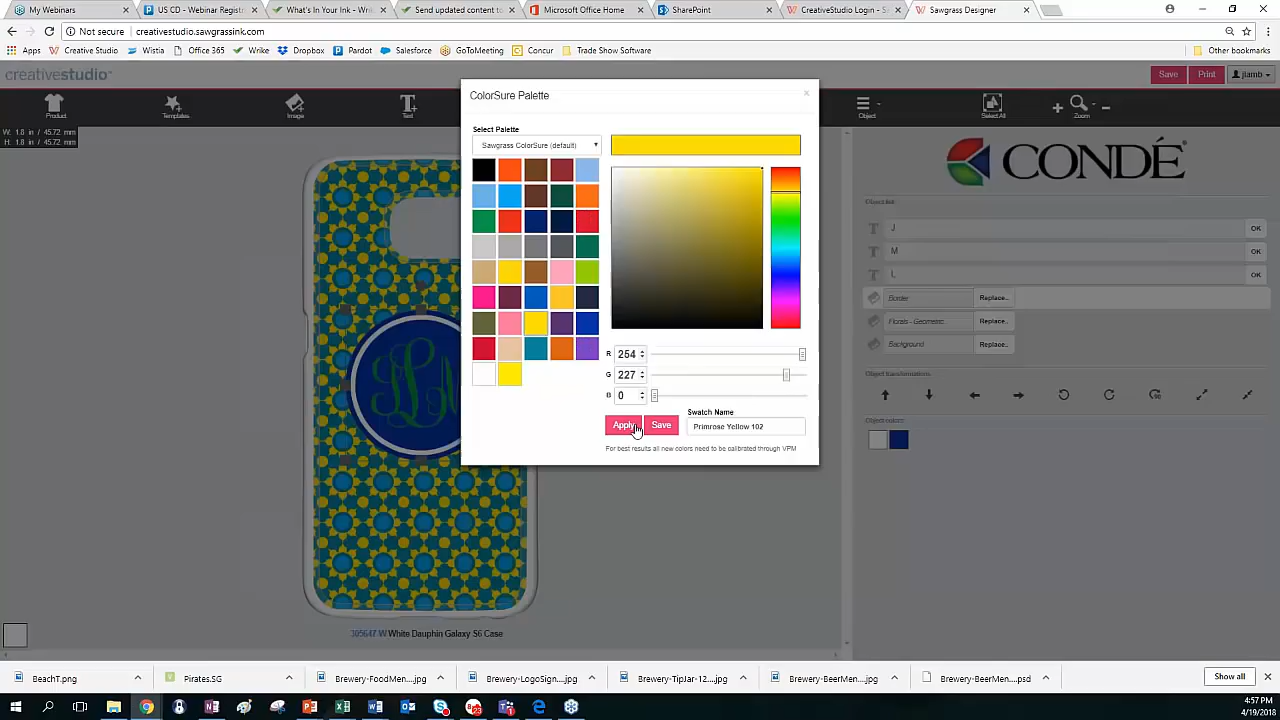 My Webinars
US CD - Webinar Registr
What's In Your Ink - Wrik
Send updated content to
Microsoft Office Home
SharePoint
CreativeStudio Login - Sa
Sawgrass Designer
Not secure | creativestudio.sawgrassink.com
Apps Creative Studio Wistia Office 365 Wrike Dropbox Pardot Salesforce GoToMeeting Concur Trade Show Software Other bookmarks
creativestudio Save Print jlamb
Product Templates Image Text Object Select All Zoom
W: 1.8 in / 45.72 mm
H: 1.8 in / 45.72 mm
ColorSure Palette x
Select Palette
Sawgrass ColorSure (default)
R 254
G 227
B 0
Swatch Name
Apply Save Primrose Yellow 102
For best results all new colors need to be calibrated through VPM
CONDÉ
Object list:
J OK
M OK
L OK
Border Replace..
Florals - Geometric Replace..
Background Replace..
Object transformations:
Object colors:
305647 W White Dauphin Galaxy S6 Case
BeachT.png
Pirates.SG
Brewery-FoodMen....jpg
Brewery-LogoSign....jpg
Brewery-TipJar-12....jpg
Brewery-BeerMen....jpg
Brewery-BeerMen....psd
Show all
4:57 PM
4/19/2018